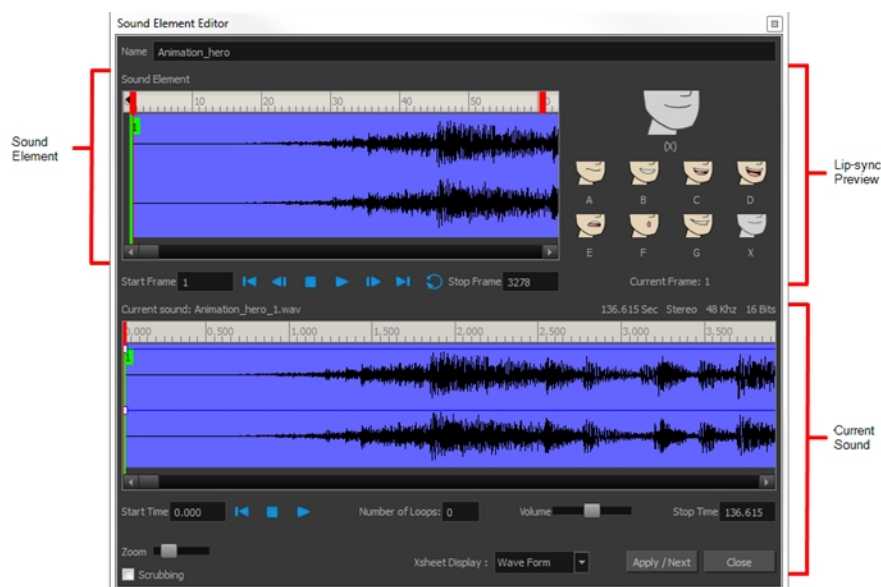 Sound Element Editor
Name Animation_hero
Sound Element
10 20 30 40 50
1
(X)
A B C D
E F G X
Sound
Element
Lip-sync
Preview
Start Frame 1 Stop Frame 3278 Current Frame: 1
Current sound: Animation_hero_1.wav 136.615 Sec Stereo 48 Khz 16 Bits
0,500 1,000 1,500 2,000 2,500 3,000 3,500
1
Current
Sound
Start Time 0.000 Number of Loops: 0 Volume Stop Time 136.615
Zoom
Xsheet Display : Wave Form Apply / Next Close
Scrubbing